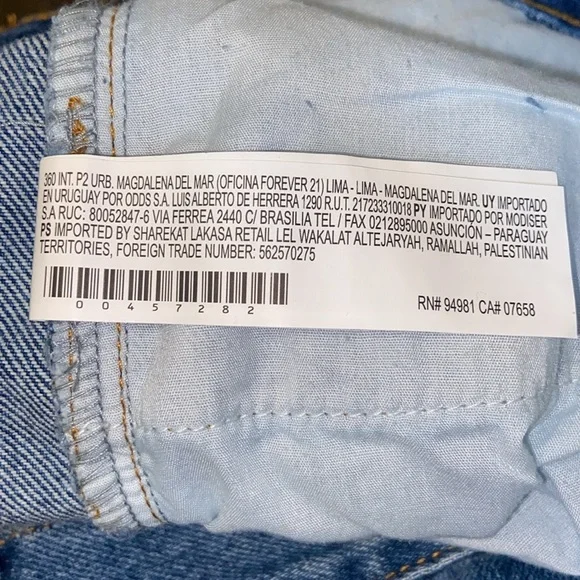 360 INT. P2 URB. MAGDALENA DEL MAR (OFICINA FOREVER 21) LIMA - LIMA - MAGDALENA DEL MAR. UY IMPORTADO
EN URUGUAY POR ODDS S.A. LUIS ALBERTO DE HERRERA 1290 R.U.T. 217233310018 PY IMPORTADO POR MODISER
S.A RUC: 80052847-6 VIA FERREA 2440 C/ BRASILIA TEL / FAX 0212895000 ASUNCIÓN – PARAGUAY
PS IMPORTED BY SHAREKAT LAKASA RETAIL LEL WAKALAT ALTEJARYAH, RAMALLAH, PALESTINIAN
TERRITORIES, FOREIGN TRADE NUMBER: 562570275
00457282
RN# 94981 CA# 07658